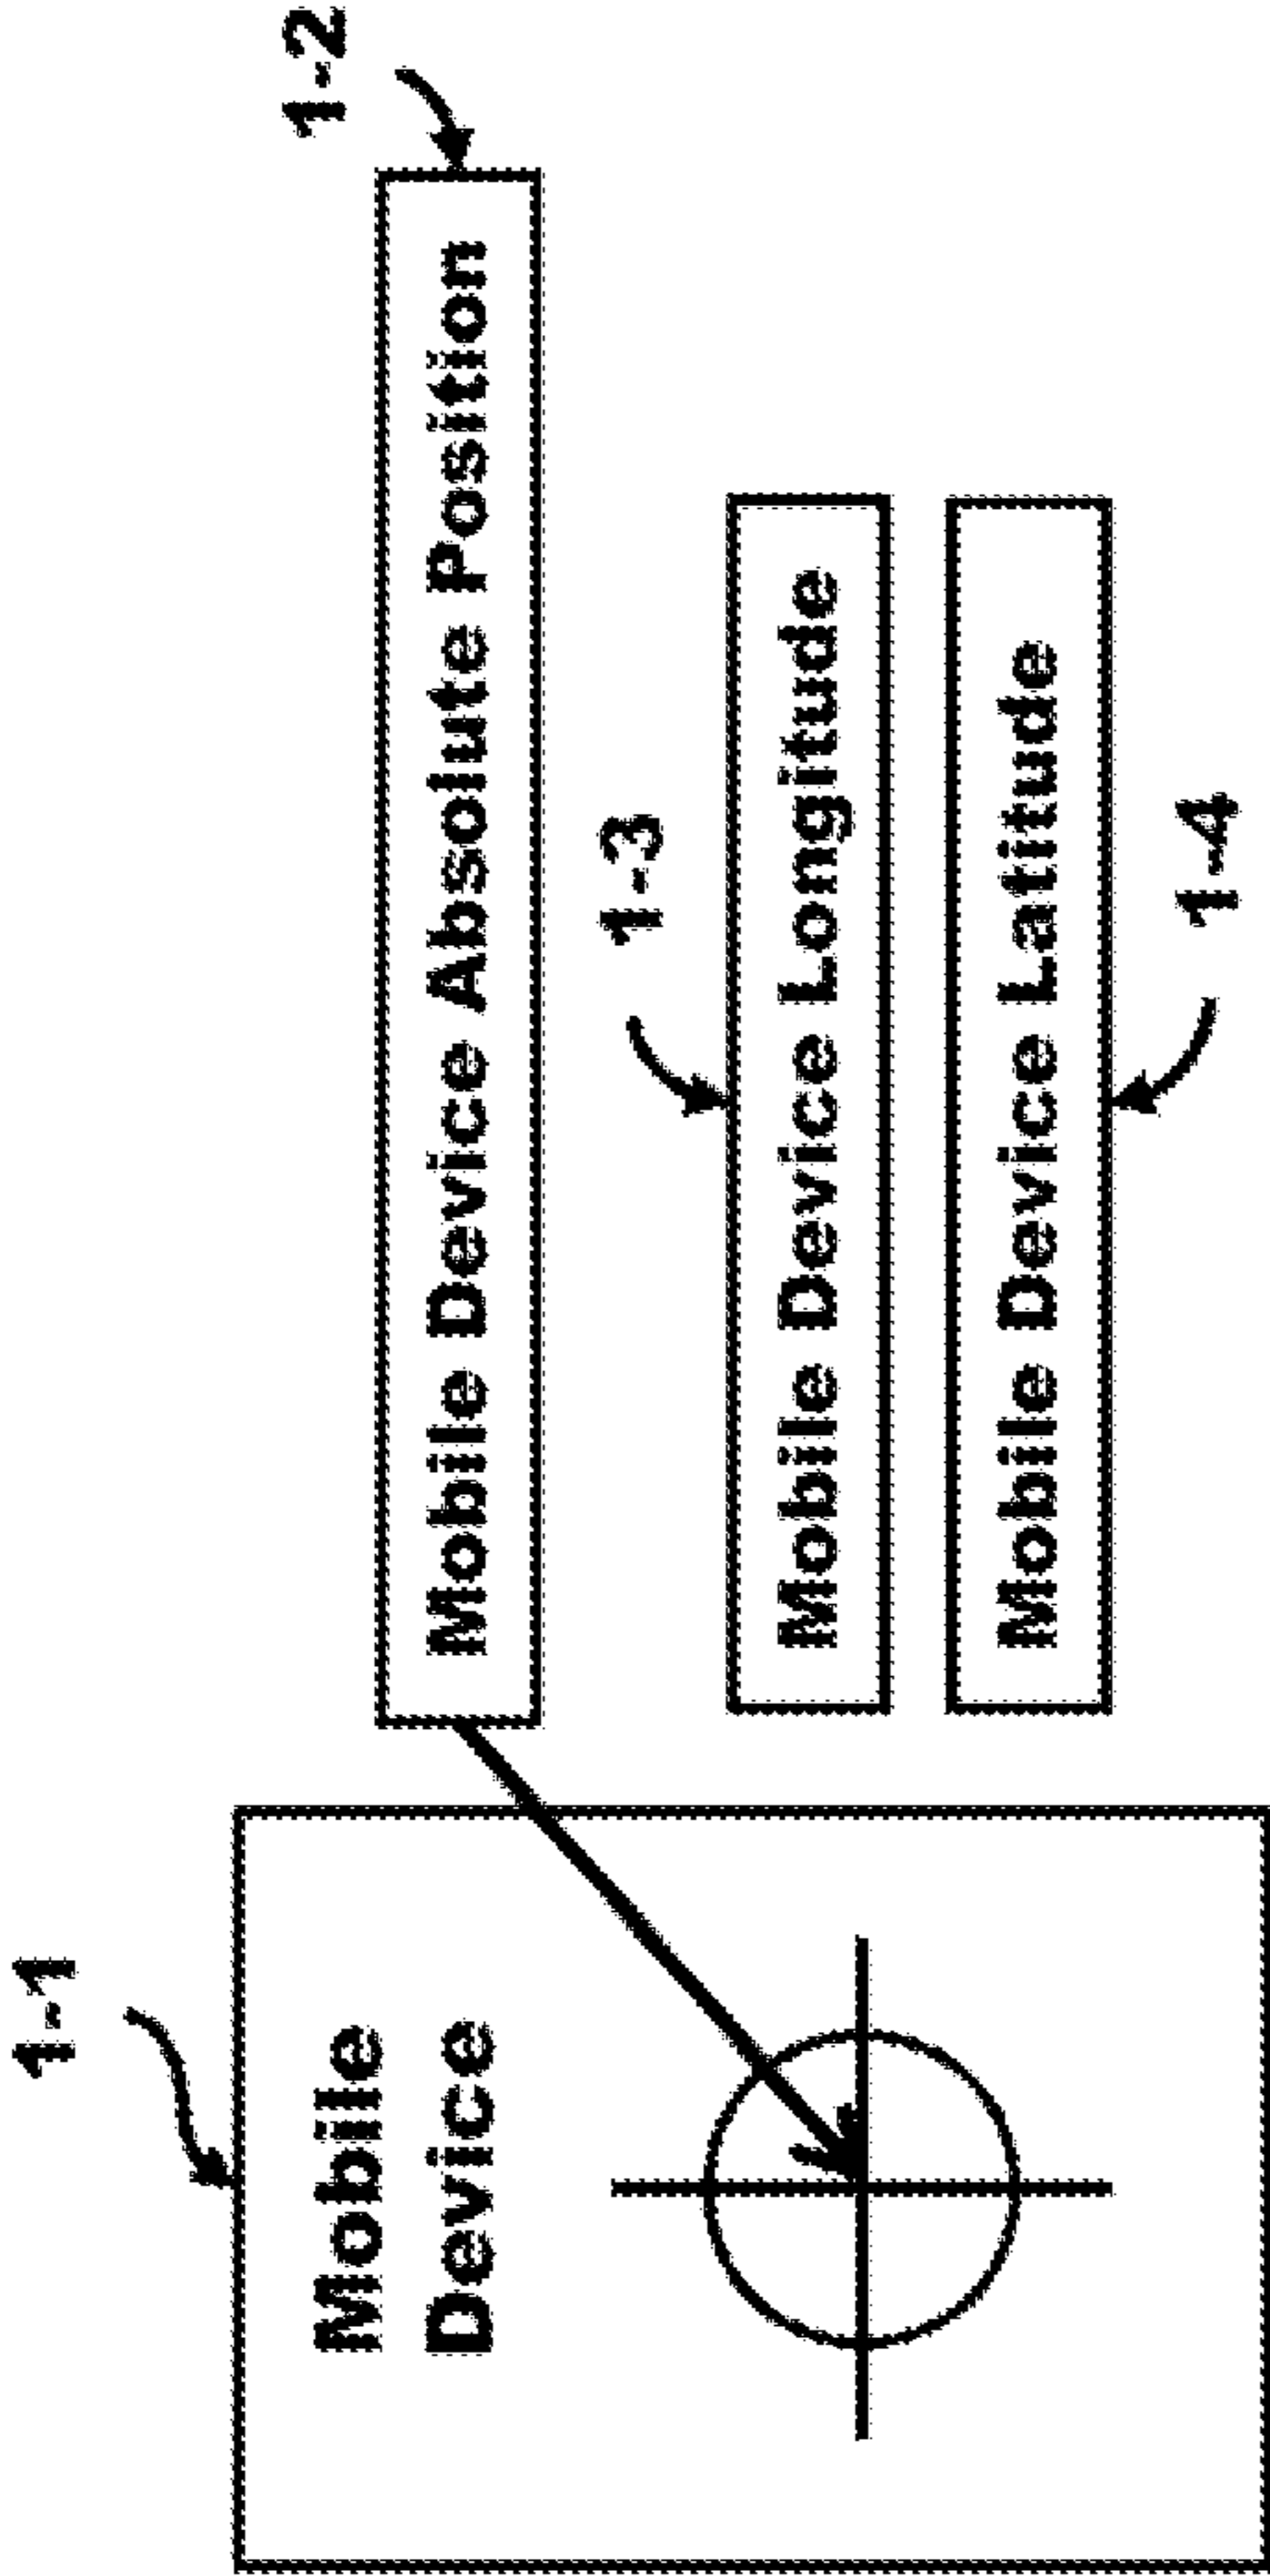 1-1
Mobile
Device
1-2
Mobile Device Absolute Position
1-3
Mobile Device Longitude
Mobile Device Latitude
1-4